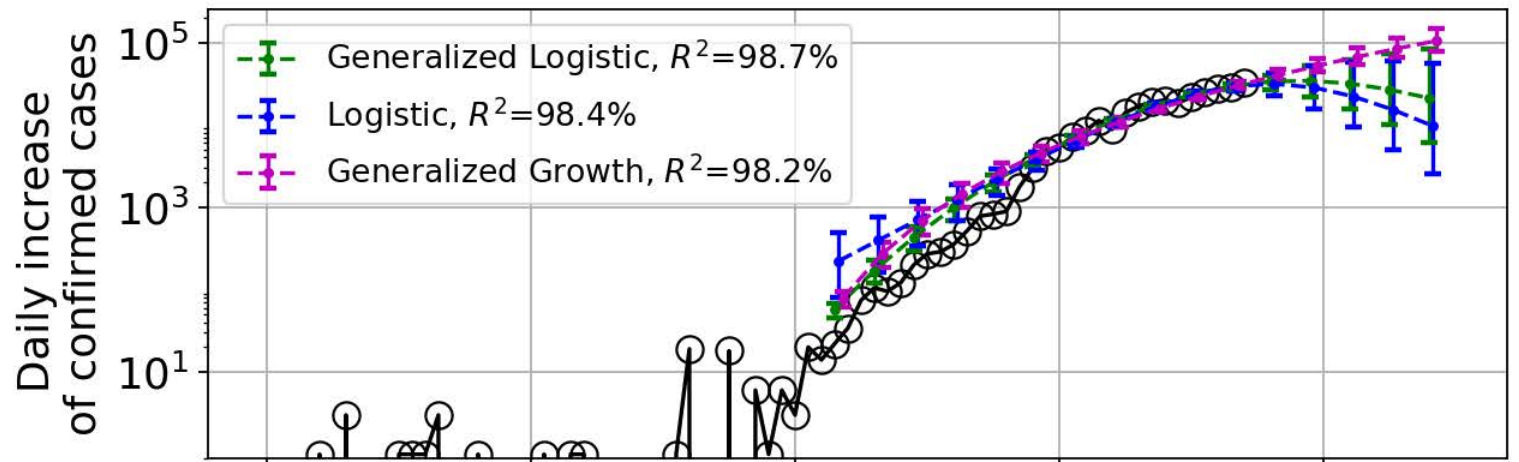 Daily increase
of confirmed cases
10⁵
10³
10¹
Generalized Logistic, R²=98.7%
Logistic, R²=98.4%
Generalized Growth, R²=98.2%